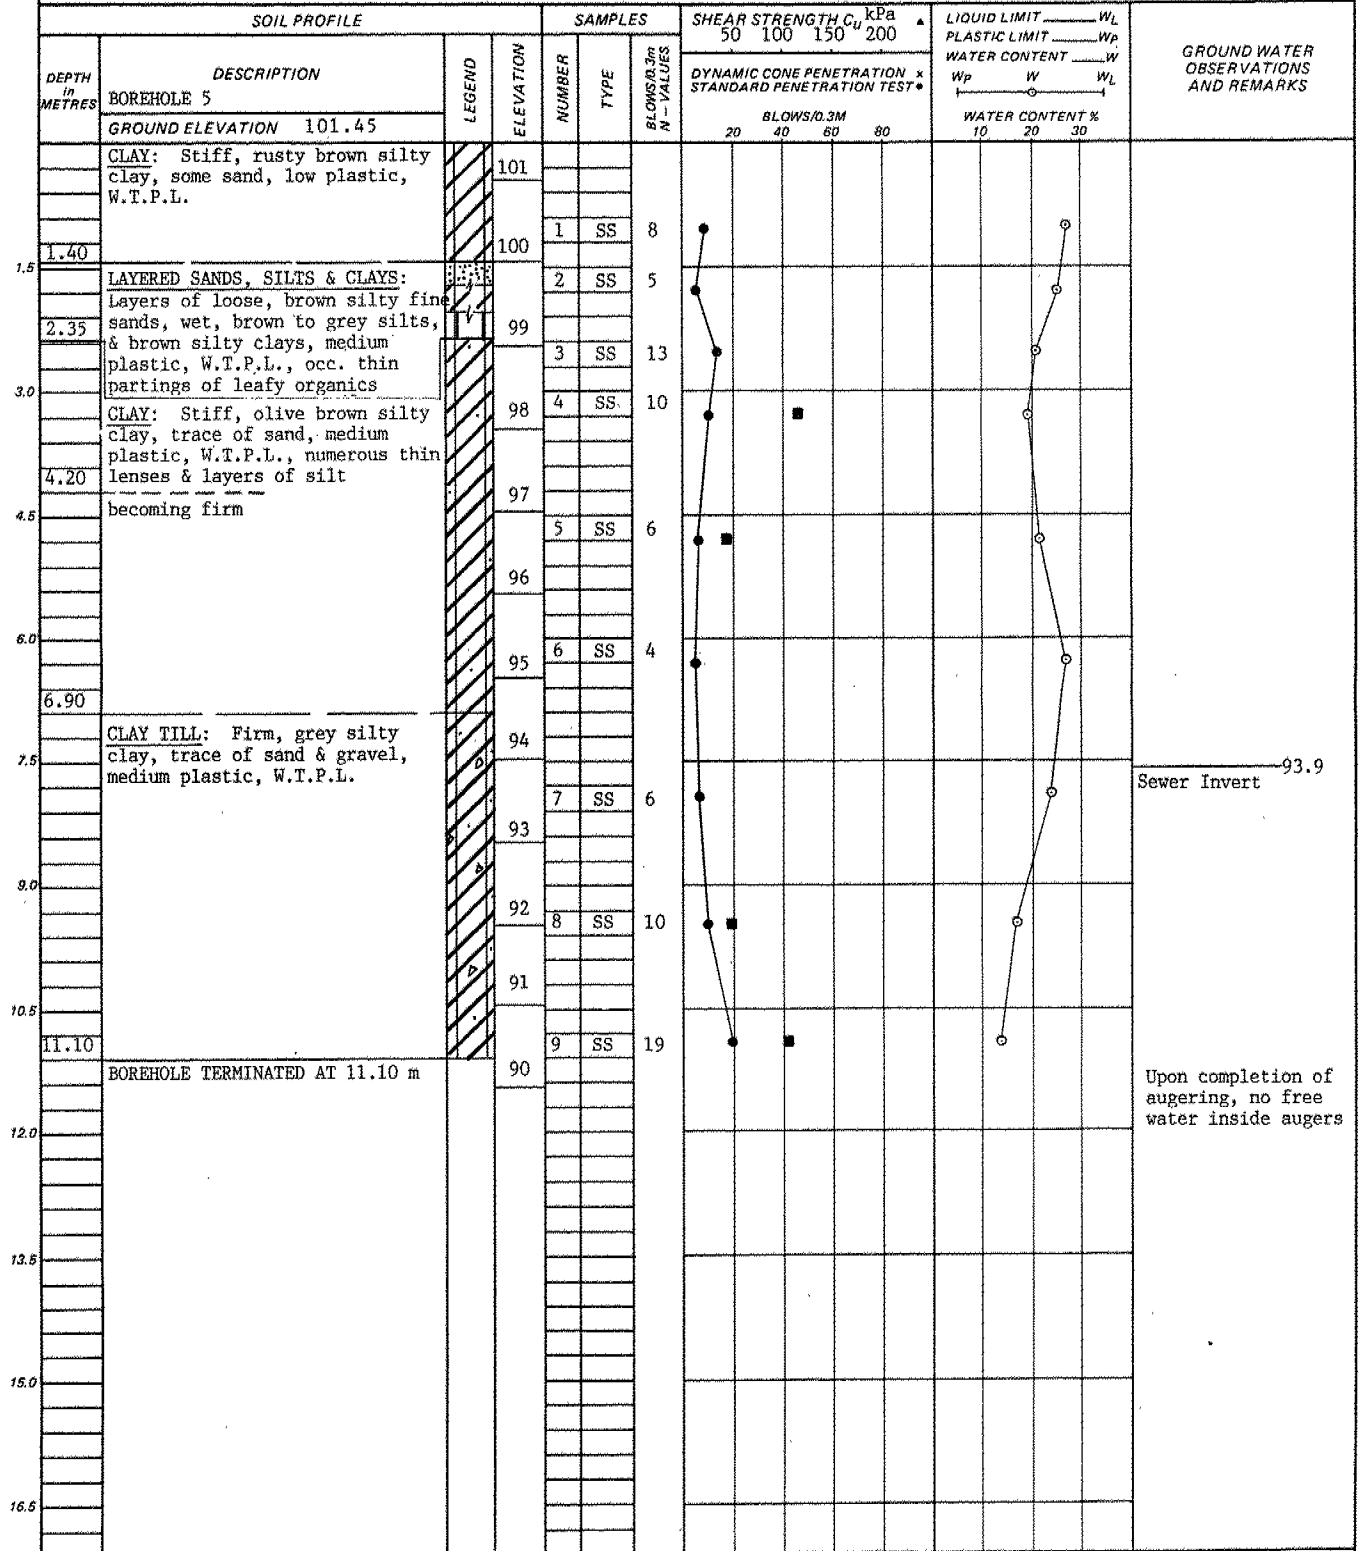 SOIL PROFILE
SAMPLES
SHEAR STRENGTH Cu kPa ▲
50 100 150 200
LIQUID LIMIT WL
PLASTIC LIMIT WP
WATER CONTENT W
WP W WL
GROUND WATER
OBSERVATIONS
AND REMARKS
DEPTH
in
METRES
DESCRIPTION
BOREHOLE 5
GROUND ELEVATION 101.45
LEGEND
ELEVATION
NUMBER
TYPE
BLOWS/0.3m
N - VALUES
DYNAMIC CONE PENETRATION x
STANDARD PENETRATION TEST •
BLOWS/0.3M
20 40 60 80
WATER CONTENT %
10 20 30
CLAY: Stiff, rusty brown silty
clay, some sand, low plastic,
W.T.P.L.
101
1 SS 8
100
1.40
1.5
LAYERED SANDS, SILTS & CLAYS:
Layers of loose, brown silty fine
sands, wet, brown to grey silts,
& brown silty clays, medium
plastic, W.T.P.L., occ. thin
partings of leafy organics
2 SS 5
2.35
99
3 SS 13
3.0
4 SS 10
98
CLAY: Stiff, olive brown silty
clay, trace of sand, medium
plastic, W.T.P.L., numerous thin
lenses & layers of silt
4.20
97
becoming firm
4.5
5 SS 6
96
6.0
6 SS 4
95
6.90
CLAY TILL: Firm, grey silty
clay, trace of sand & gravel,
medium plastic, W.T.P.L.
94
7.5
93.9
Sewer Invert
7 SS 6
93
9.0
92
8 SS 10
91
10.5
11.10
9 SS 19
90
BOREHOLE TERMINATED AT 11.10 m
Upon completion of
augering, no free
water inside augers
12.0
13.5
15.0
16.5